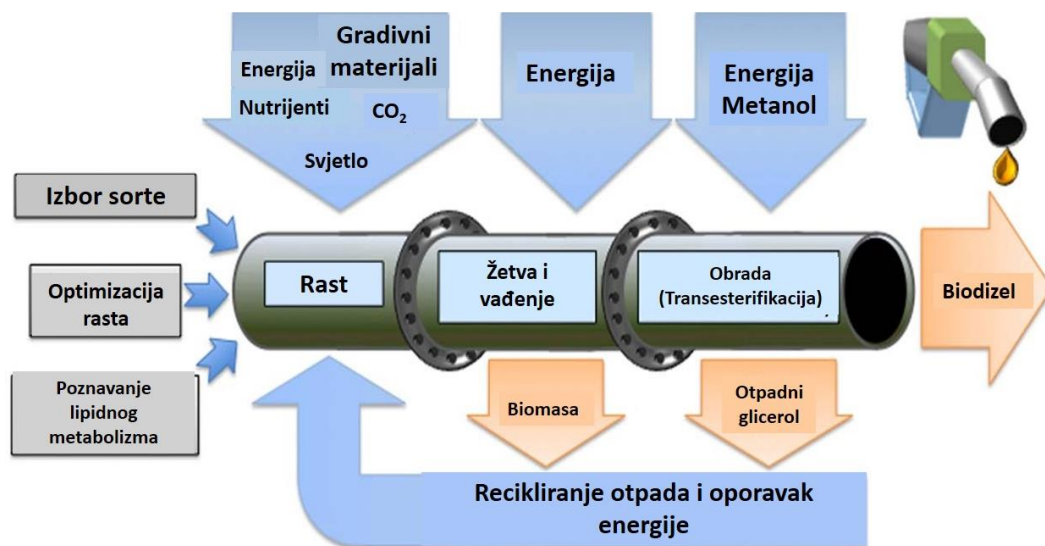 Gradivni
materijali
Energija
Nutrijenti
CO₂
Svjetlo
Energija
Energija
Metanol
Izbor sorte
Optimizacija
rasta
Poznavanje
lipidnog
metabolizma
Rast
Žetva i
vađenje
Obrada
(Transesterifikacija)
.
Biodizel
Biomasa
Otpadni
glicerol
Recikliranje otpada i oporavak
energije